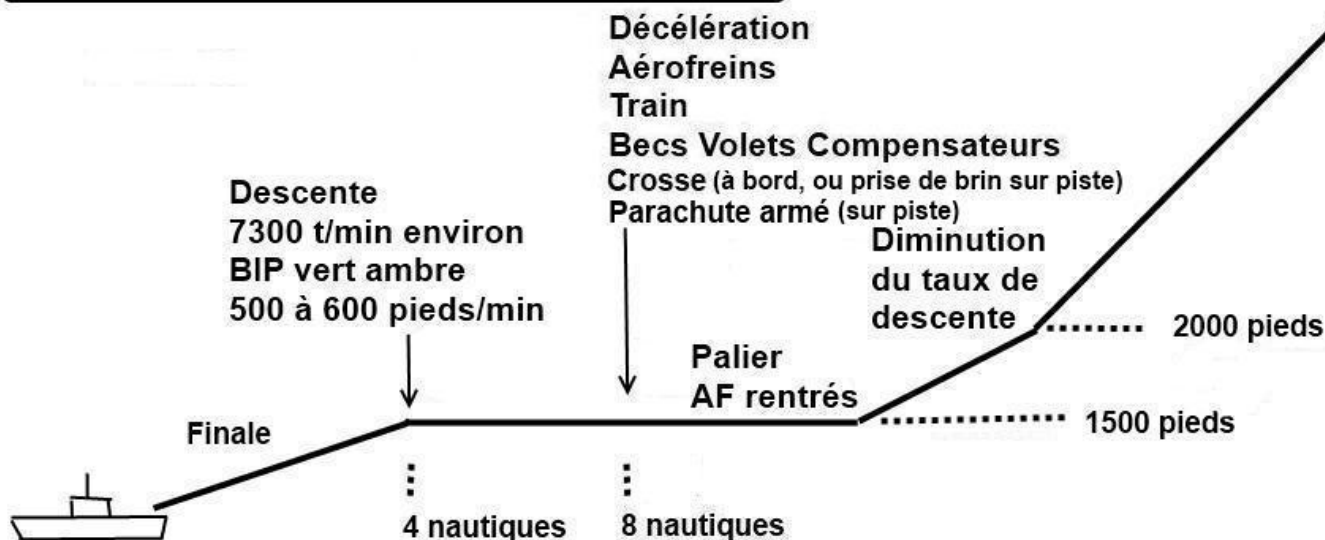 Décélération
Aérofreins
Train
Becs Volets Compensateurs
Crosse (à bord, ou prise de brin sur piste)
Parachute armé (sur piste)
Descente
7300 t/min environ
BIP vert ambre
500 à 600 pieds/min
Diminution
du taux de
descente
2000 pieds
Palier
AF rentrés
1500 pieds
Finale
4 nautiques
8 nautiques